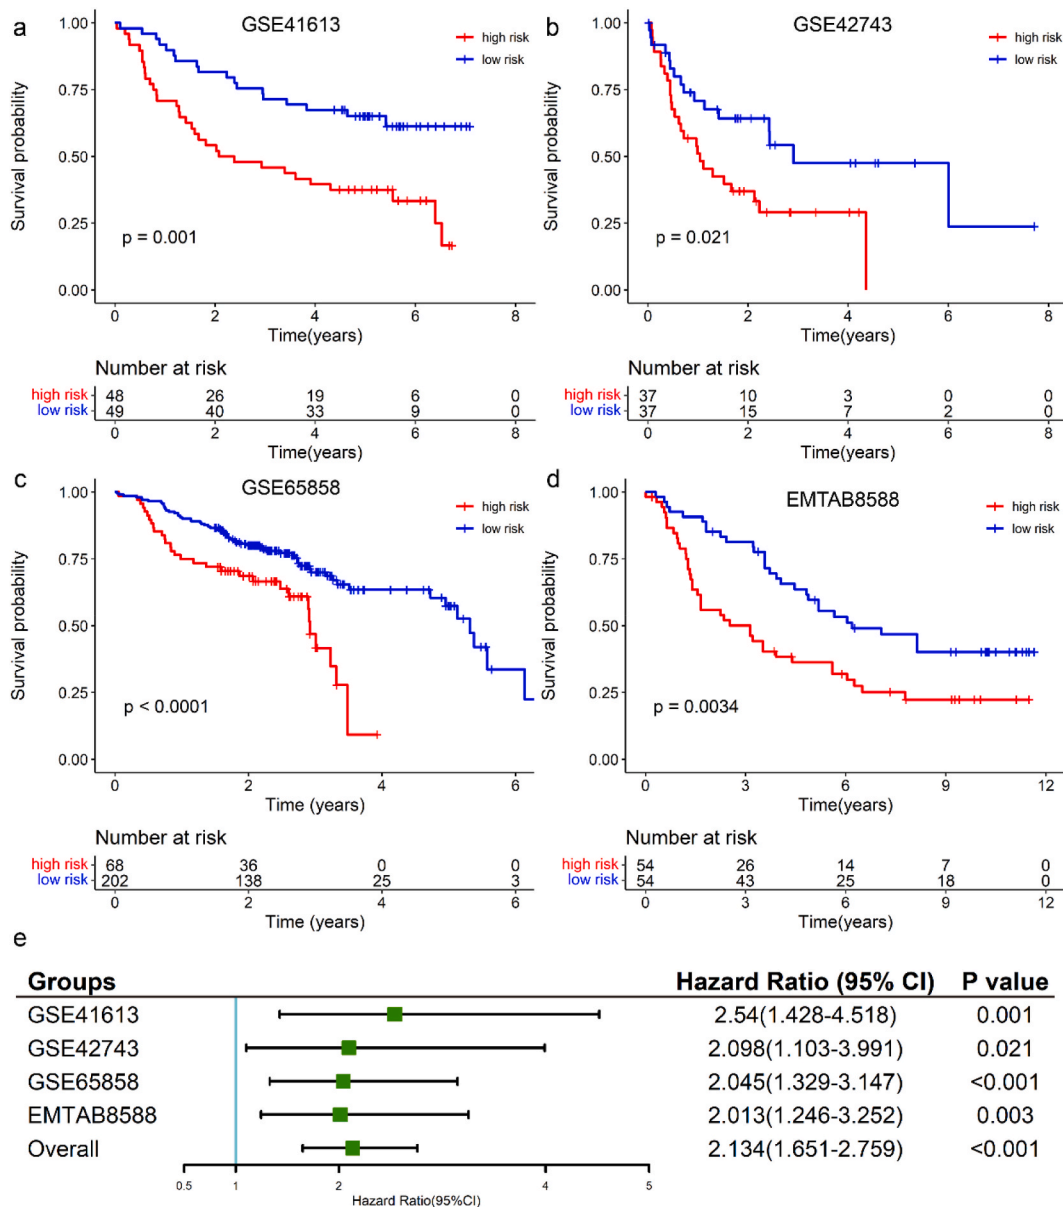 a
GSE41613
high risk
low risk
1.00
0.75
0.50
0.25
0.00
Survival probability
p = 0.001
0 2 4 6 8
Time(years)
Number at risk
high risk 48 26 19 6 0
low risk 49 40 33 9 0
0 2 4 6 8
Time(years)
b
GSE42743
high risk
low risk
1.00
0.75
0.50
0.25
0.00
Survival probability
p = 0.021
0 2 4 6 8
Time(years)
Number at risk
high risk 37 10 3 0 0
low risk 37 15 7 2 0
0 2 4 6 8
Time(years)
c
GSE65858
high risk
low risk
1.00
0.75
0.50
0.25
0.00
Survival probability
p < 0.0001
0 2 4 6
Time (years)
Number at risk
high risk 68 36 0 0
low risk 202 138 25 3
0 2 4 6
Time (years)
d
EMTAB8588
high risk
low risk
1.00
0.75
0.50
0.25
0.00
Survival probability
p = 0.0034
0 3 6 9 12
Time(years)
Number at risk
high risk 54 26 14 7 0
low risk 54 43 25 18 0
0 3 6 9 12
Time(years)
e
Groups Hazard Ratio (95% CI) P value
GSE41613 2.54(1.428-4.518) 0.001
GSE42743 2.098(1.103-3.991) 0.021
GSE65858 2.045(1.329-3.147) <0.001
EMTAB8588 2.013(1.246-3.252) 0.003
Overall 2.134(1.651-2.759) <0.001
0.5 1 2 4 5
Hazard Ratio(95%CI)